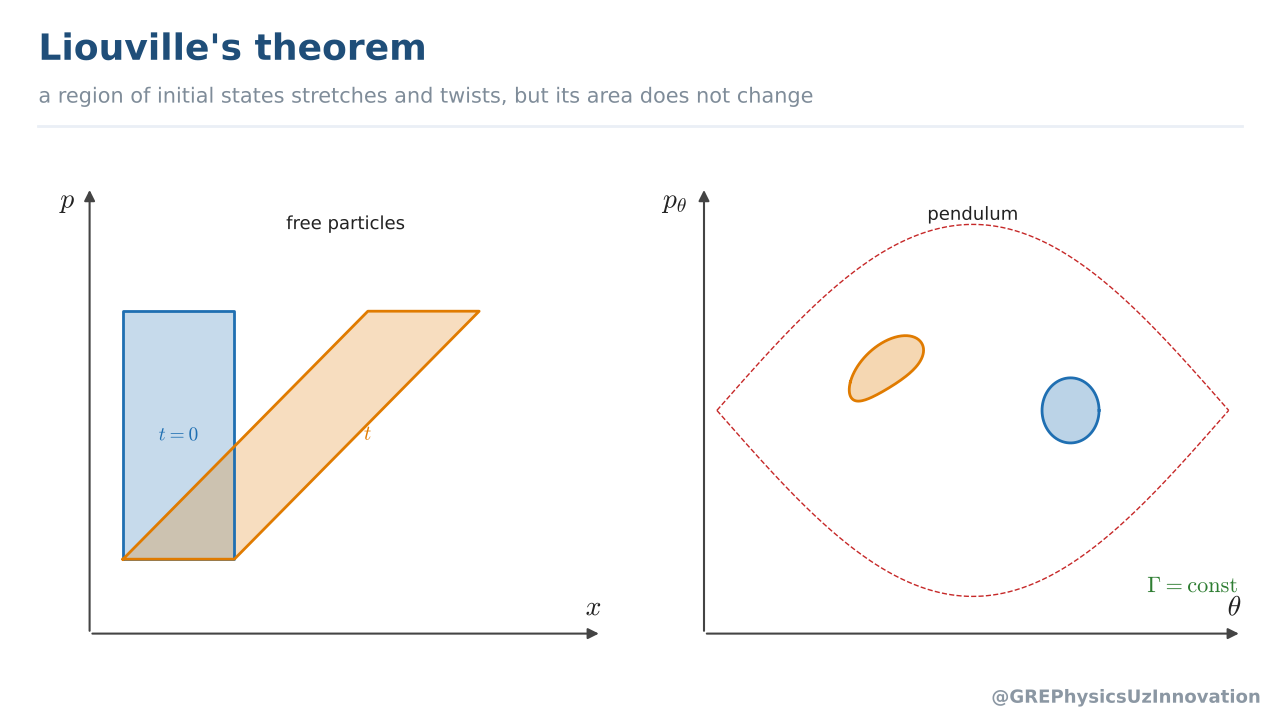 Liouville's theorem
a region of initial states stretches and twists, but its area does not change
p
free particles
t = 0
t
x
p_θ
pendulum
Γ = const
θ
@GREPhysicsUzInnovation